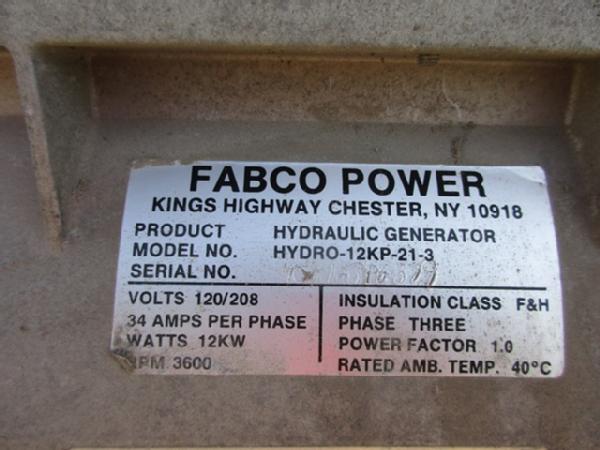 FABCO POWER
KINGS HIGHWAY CHESTER, NY 10918
PRODUCT HYDRAULIC GENERATOR
MODEL NO. HYDRO-12KP-21-3
SERIAL NO.
VOLTS 120/208
34 AMPS PER PHASE
WATTS 12KW
RPM 3600
INSULATION CLASS F&H
PHASE THREE
POWER FACTOR 1.0
RATED AMB. TEMP. 40°C